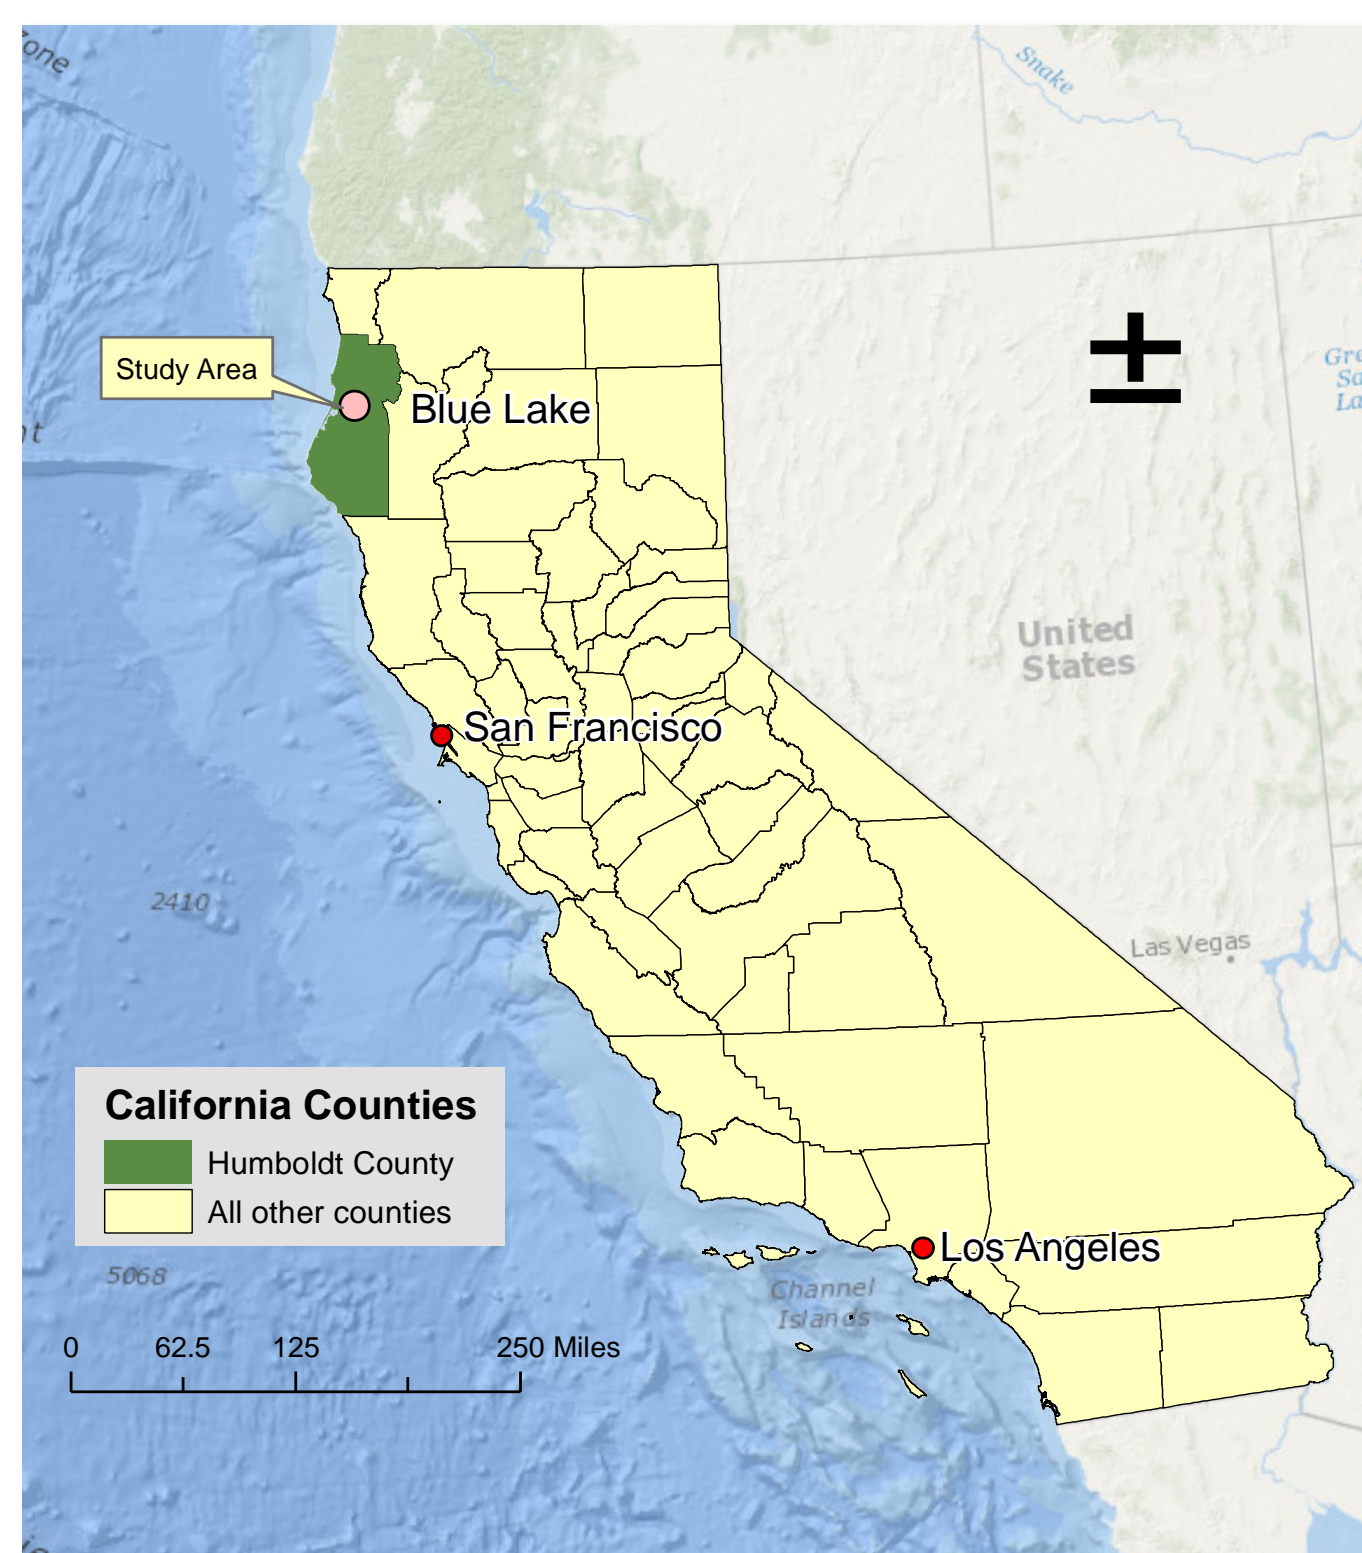 Snake
Study Area
Blue Lake
±
United
States
San Francisco
2410
Las Vegas
California Counties
Humboldt County
All other counties
Los Angeles
5068
Channel
Islands
0 62.5 125 250 Miles